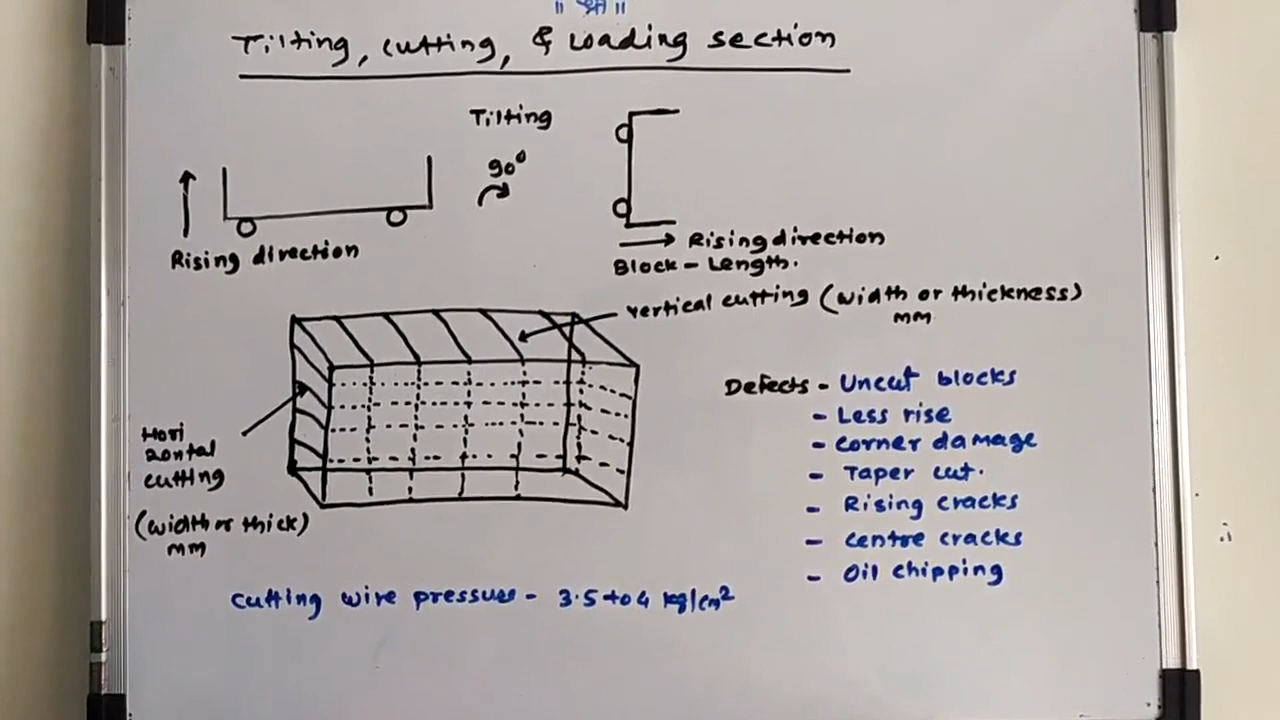 ॥ श्री ॥
Tilting, cutting, & Loading section
Tilting
90°
Rising direction
Rising direction
Block - Length.
vertical cutting (width or thickness)
mm
Hori
zontal
cutting
(width or thick)
mm
Defects - Uncut blocks
- Less rise
- corner damage
- Taper cut.
- Rising cracks
- centre cracks
- Oil chipping
cutting wire pressure - 3.5 to 4 kg/cm²